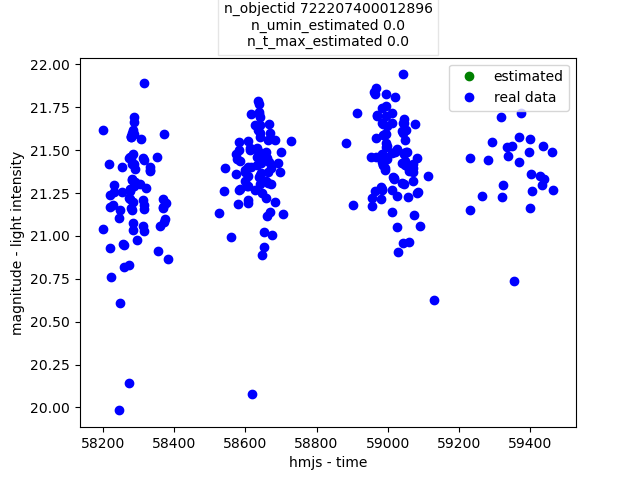 n_objectid 722207400012896
n_umin_estimated 0.0
n_t_max_estimated 0.0
estimated
real data
magnitude - light intensity
22.00
21.75
21.50
21.25
21.00
20.75
20.50
20.25
20.00
58200 58400 58600 58800 59000 59200 59400
hmjs - time